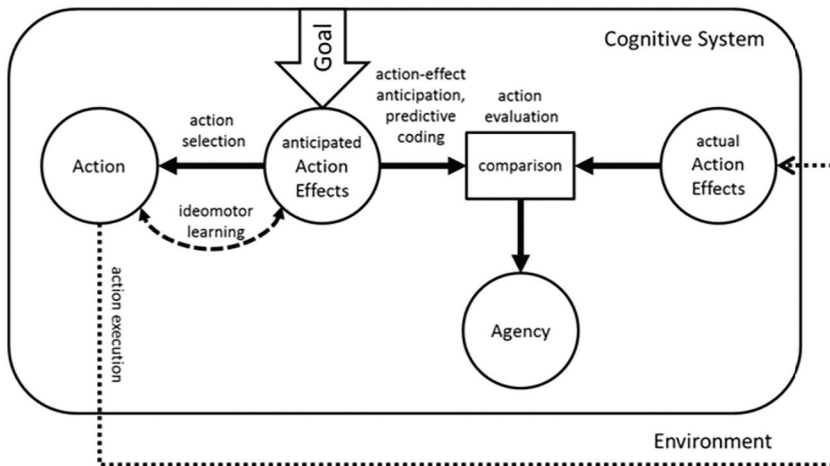 Goal
Cognitive System
action-effect
anticipation,
predictive
coding
action
evaluation
action
selection
Action
anticipated
Action
Effects
comparison
actual
Action
Effects
ideomotor
learning
action execution
Agency
Environment